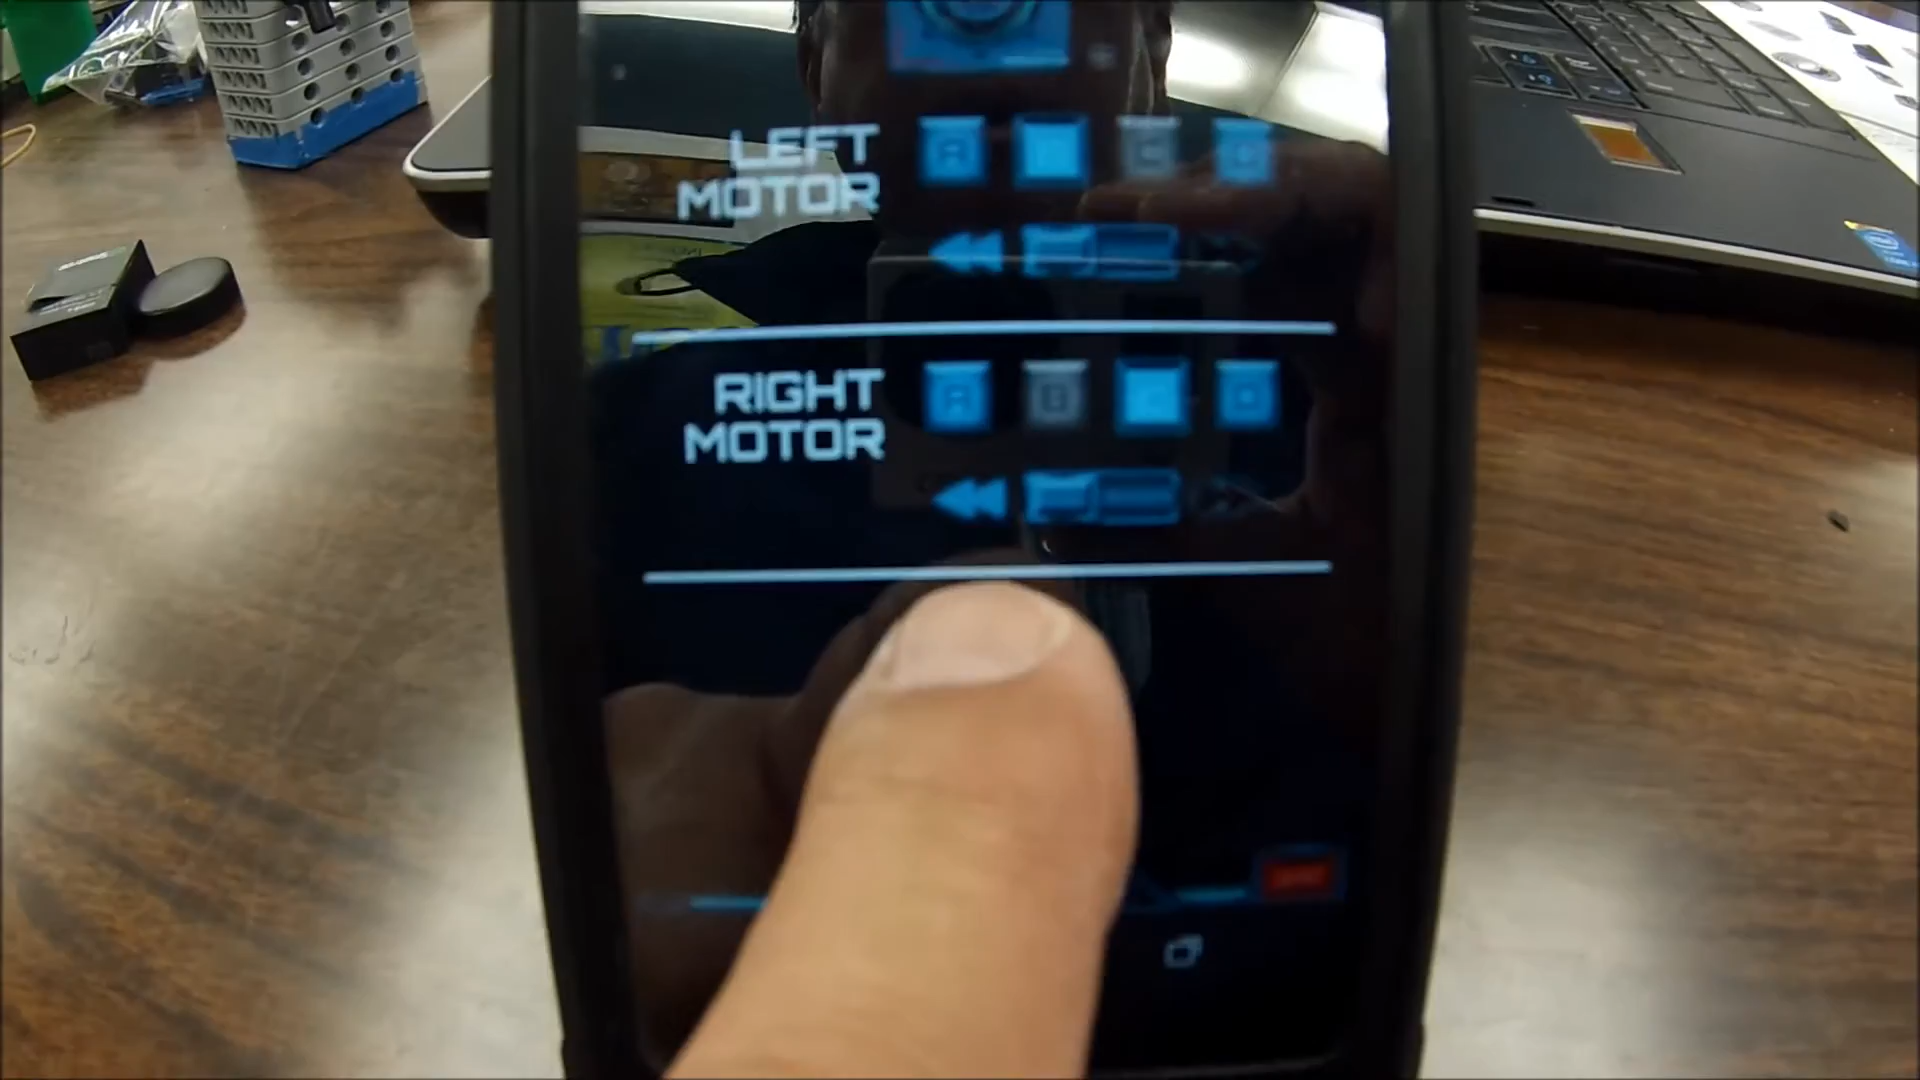 LEFT
MOTOR
A
C
RIGHT
MOTOR
A B C D